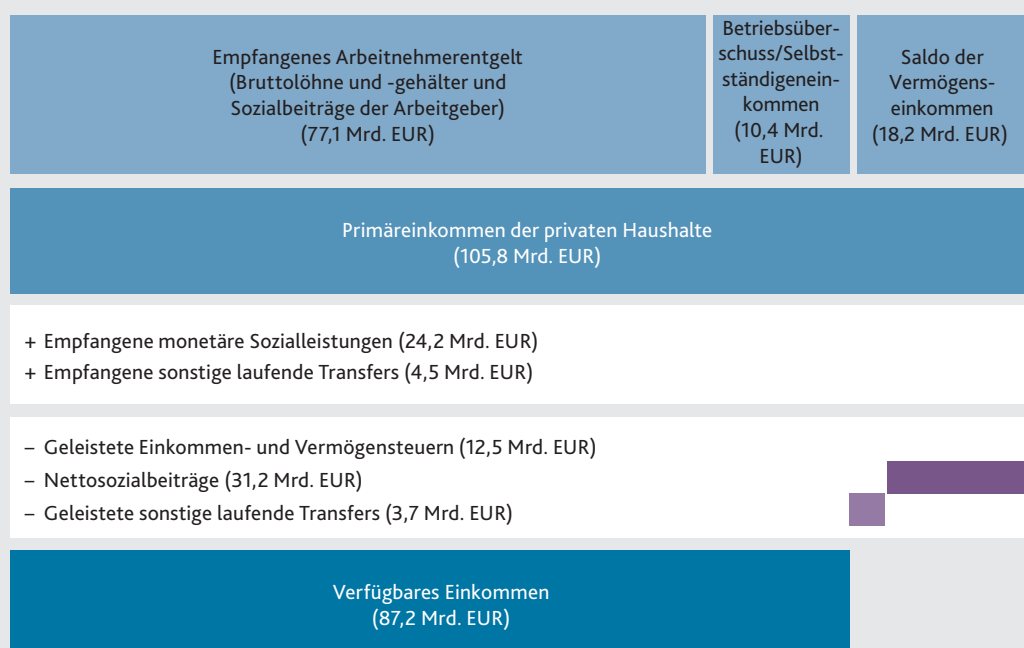 Empfangenes Arbeitnehmerentgelt
(Bruttolöhne und -gehälter und
Sozialbeiträge der Arbeitgeber)
(77,1 Mrd. EUR)
Betriebsüber-
schuss/Selbst-
ständigenein-
kommen
(10,4 Mrd.
EUR)
Saldo der
Vermögens-
einkommen
(18,2 Mrd. EUR)
Primäreinkommen der privaten Haushalte
(105,8 Mrd. EUR)
+ Empfangene monetäre Sozialleistungen (24,2 Mrd. EUR)
+ Empfangene sonstige laufende Transfers (4,5 Mrd. EUR)
– Geleistete Einkommen- und Vermögensteuern (12,5 Mrd. EUR)
– Nettosozialbeiträge (31,2 Mrd. EUR)
– Geleistete sonstige laufende Transfers (3,7 Mrd. EUR)
Verfügbares Einkommen
(87,2 Mrd. EUR)